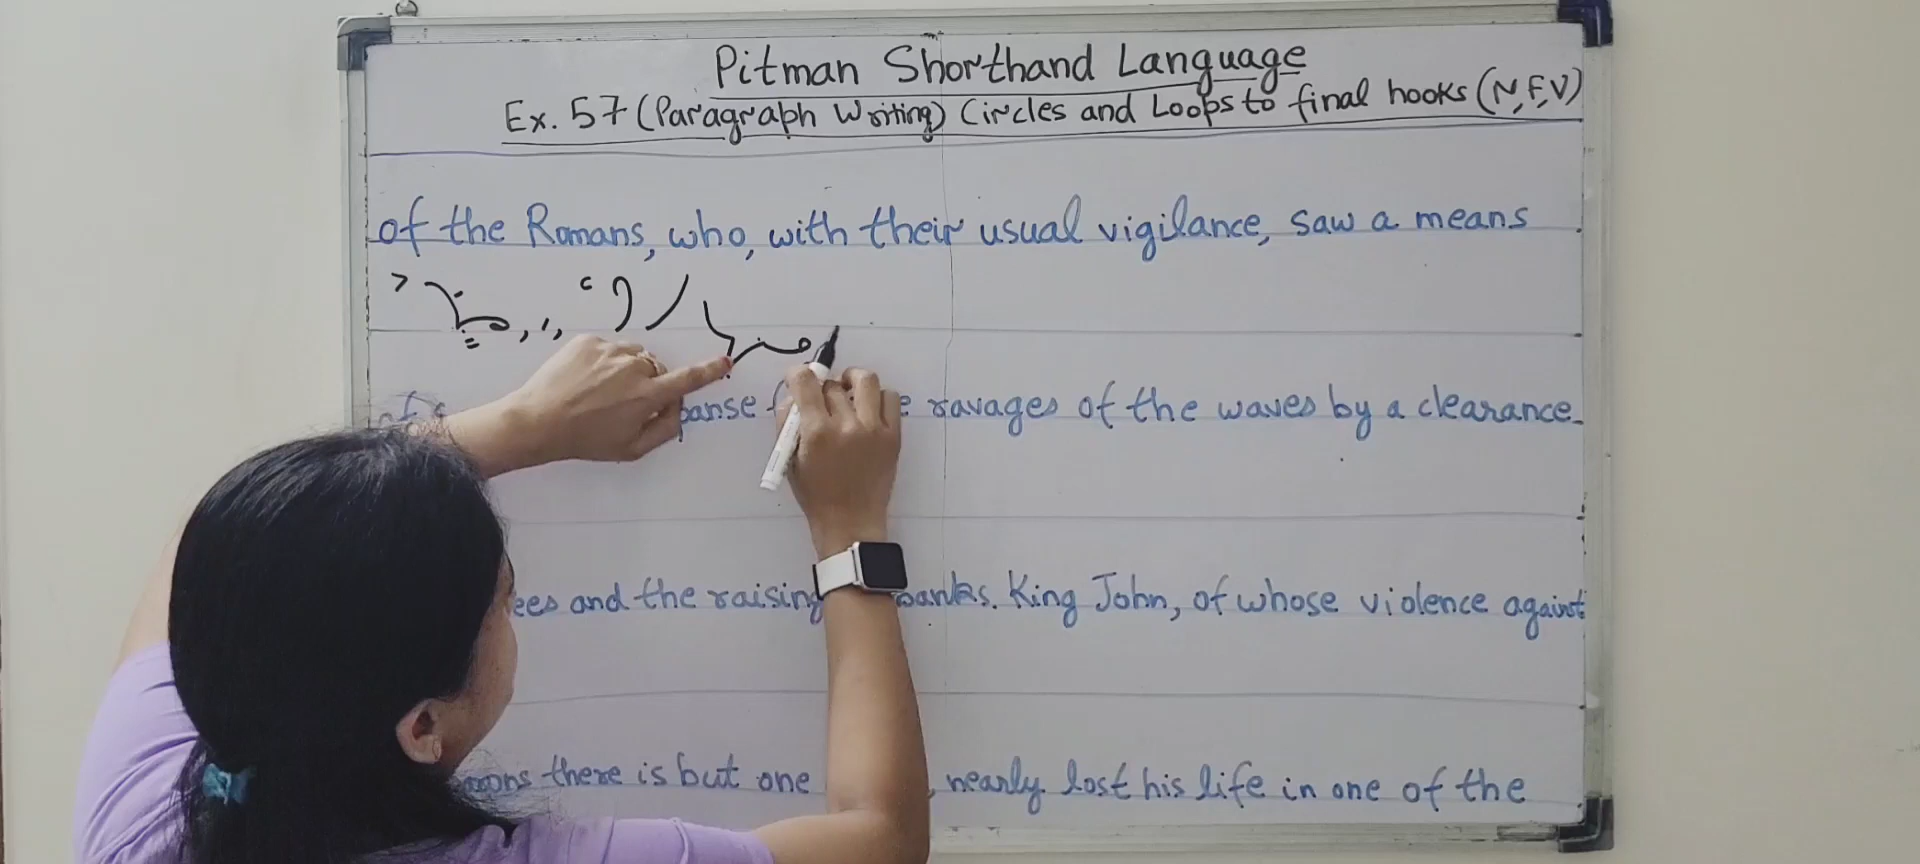 Pitman Shorthand Language
Ex. 57 (Paragraph Writing) Circles and Loops to final hooks (N, F, V)
of the Romans, who, with their usual vigilance, saw a means
of ravages of the waves by a clearance
and the raising banks. King John, of whose violence against
there is but one , nearly lost his life in one of the